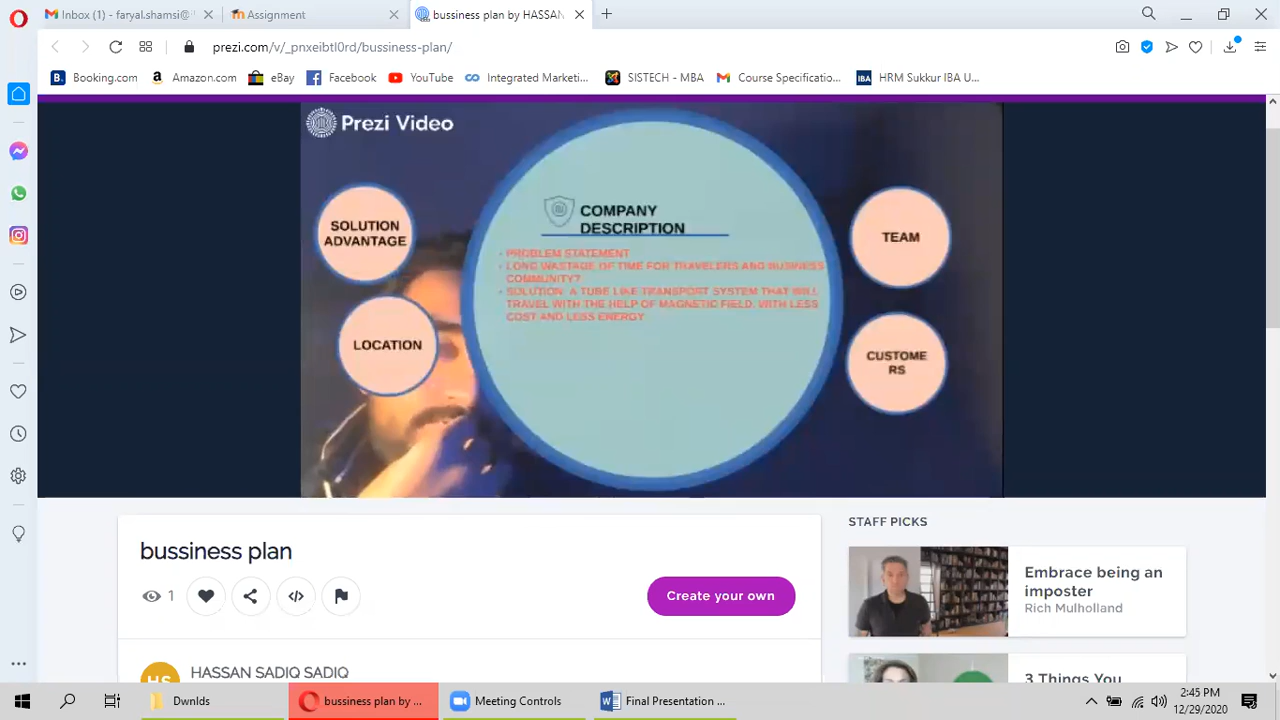 Inbox (1) - faryal.shamsi@iba-su
Assignment
bussiness plan by HASSAN
prezi.com/v/_pnxeibtl0rd/bussiness-plan/
Booking.com
Amazon.com
eBay
Facebook
YouTube
Integrated Marketi...
SISTECH - MBA
Course Specificatio...
HRM Sukkur IBA U...
Prezi Video
SOLUTION
ADVANTAGE
LOCATION
COMPANY
DESCRIPTION
• PROBLEM STATEMENT
• LONG WASTAGE OF TIME FOR TRAVELERS AND BUSINESS
COMMUNITY?
• SOLUTION: A TUBE LIKE TRANSPORT SYSTEM THAT WILL
TRAVEL WITH THE HELP OF MAGNETIC FIELD. WITH LESS
COST AND LESS ENERGY
TEAM
CUSTOME
RS
bussiness plan
1
Create your own
HS
HASSAN SADIQ SADIQ
STAFF PICKS
Embrace being an
imposter
Rich Mulholland
3 Things You
Dwnlds
bussiness plan by ...
Meeting Controls
Final Presentation ...
2:45 PM
12/29/2020